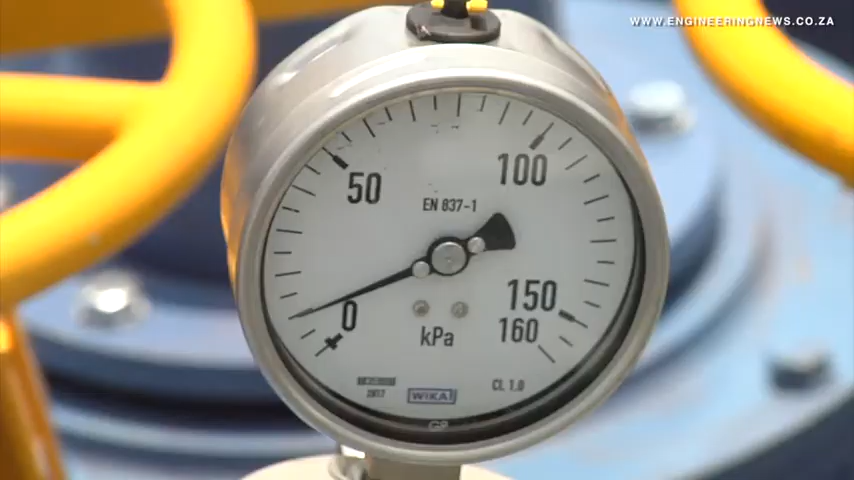 WWW.ENGINEERINGNEWS.CO.ZA
50
100
EN 837-1
0
150
kPa
160
2017
WIKA
Cl. 1,0